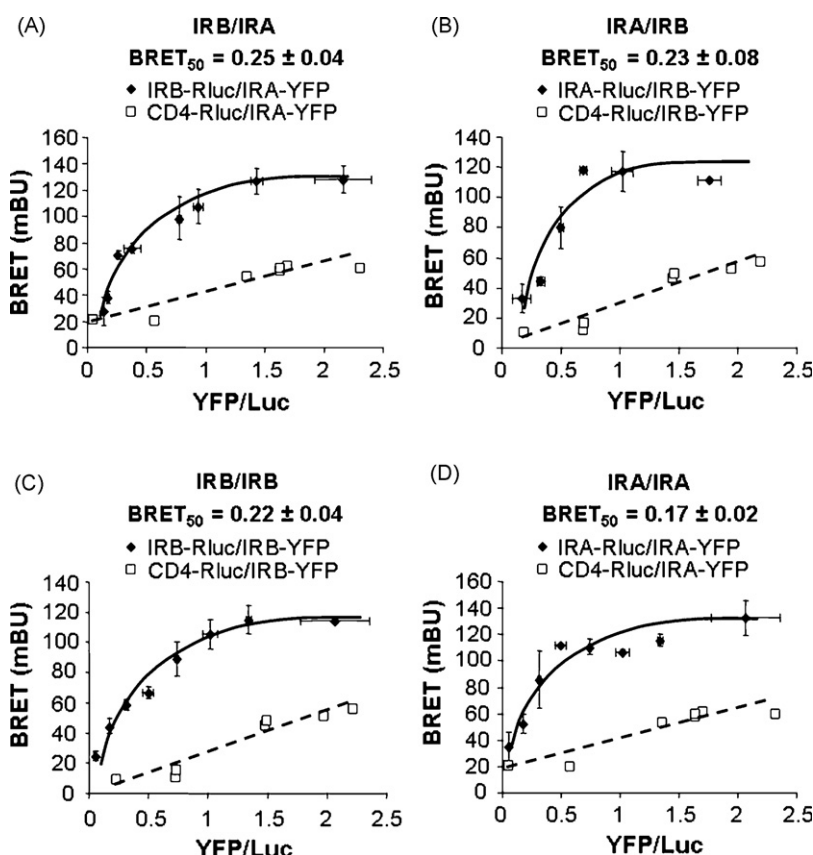 (A)
IRB/IRA
BRET50 = 0.25 ± 0.04
IRB-Rluc/IRA-YFP
CD4-Rluc/IRA-YFP
BRET (mBU)
160
140
120
100
80
60
40
20
0
0 0.5 1 1.5 2 2.5
YFP/Luc
(B)
IRA/IRB
BRET50 = 0.23 ± 0.08
IRA-Rluc/IRB-YFP
CD4-Rluc/IRB-YFP
BRET (mBU)
140
120
100
80
60
40
20
0
0 0.5 1 1.5 2 2.5
YFP/Luc
(C)
IRB/IRB
BRET50 = 0.22 ± 0.04
IRB-Rluc/IRB-YFP
CD4-Rluc/IRB-YFP
BRET (mBU)
140
120
100
80
60
40
20
0
0 0.5 1 1.5 2 2.5
YFP/Luc
(D)
IRA/IRA
BRET50 = 0.17 ± 0.02
IRA-Rluc/IRA-YFP
CD4-Rluc/IRA-YFP
BRET (mBU)
160
140
120
100
80
60
40
20
0
0 0.5 1 1.5 2 2.5
YFP/Luc